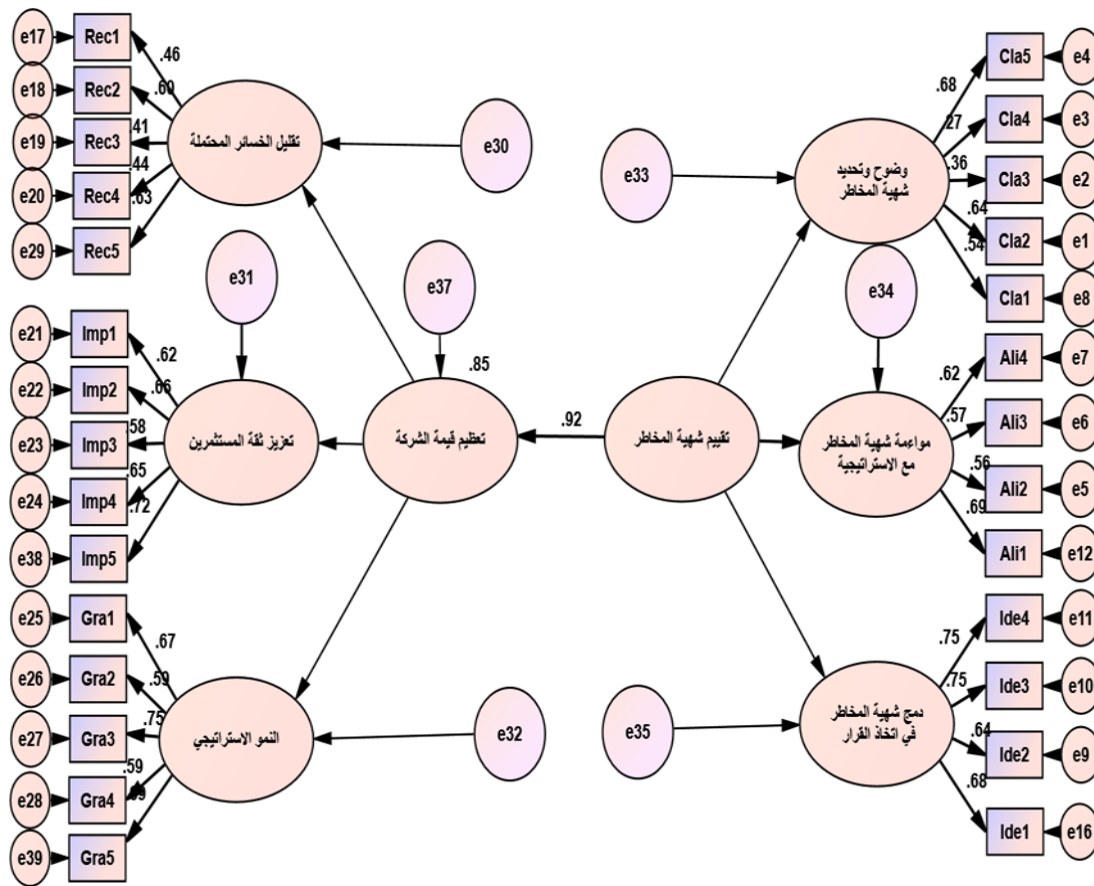 e17
Rec1
.46
e18
Rec2
.60
e19
Rec3
.41
e20
Rec4
.44
e29
Rec5
.63
تقليل الخسائر المحتملة
e30
e33
وضوح وتحديد
شهية المخاطر
.68
Cla5
e4
.27
Cla4
e3
.36
Cla3
e2
.64
Cla2
e1
.54
Cla1
e8
e31
e37
e34
e21
Imp1
.62
e22
Imp2
.66
e23
Imp3
.58
e24
Imp4
.65
e38
Imp5
.72
تعزيز ثقة المستثمرين
.85
تعظيم قيمة الشركة
.92
تقييم شهية المخاطر
مواءمة شهية المخاطر
مع الاستراتيجية
.62
Ali4
e7
.57
Ali3
e6
.56
Ali2
e5
.69
Ali1
e12
e25
Gra1
.67
e26
Gra2
.59
e27
Gra3
.75
e28
Gra4
.59
e39
Gra5
النمو الاستراتيجي
e32
e35
دمج شهية المخاطر
في اتخاذ القرار
.75
Ide4
e11
.75
Ide3
e10
.64
Ide2
e9
.68
Ide1
e16